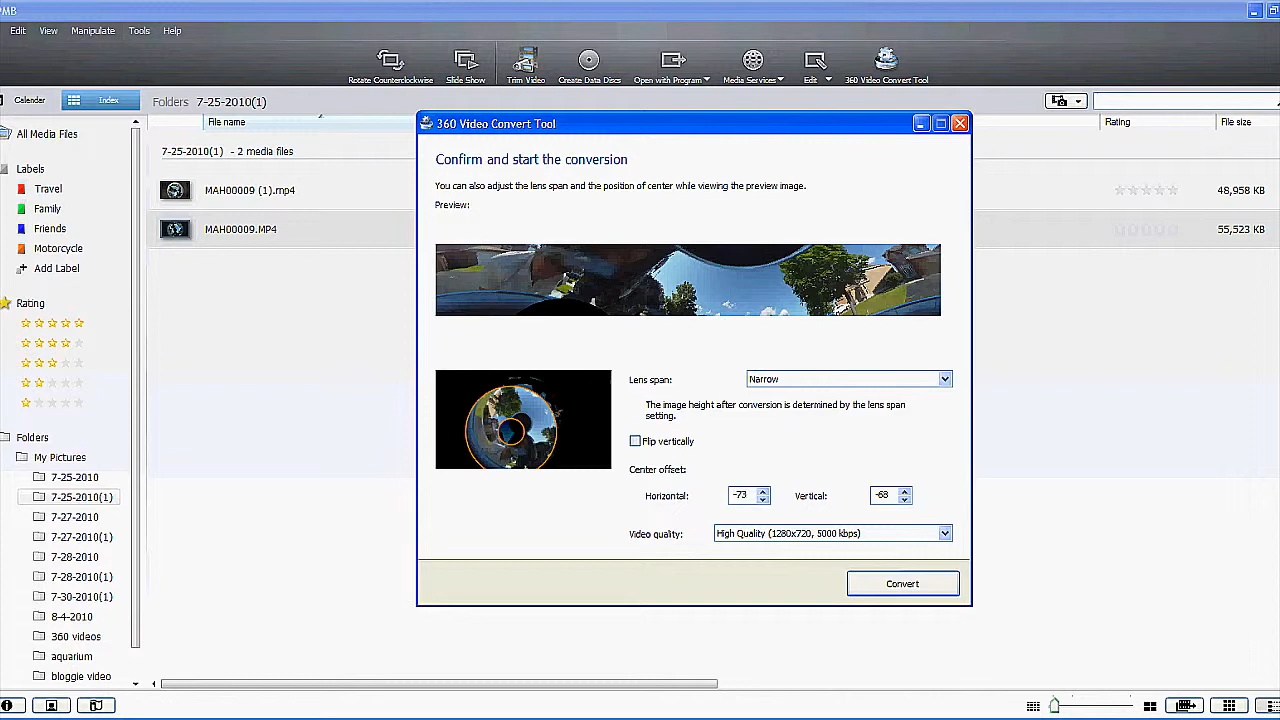 PMB
Edit View Manipulate Tools Help
Rotate Counterclockwise Slide Show Trim Video Create Data Discs Open with Program Media Services Edit 360 Video Convert Tool
Calendar Index Folders 7-25-2010(1)
All Media Files File name Rating File size
7-25-2010(1) - 2 media files
Labels
Travel MAH00009 (1).mp4 48,958 KB
Family
Friends MAH00009.MP4 55,523 KB
Motorcycle
Add Label
Rating
Folders
My Pictures
7-25-2010
7-25-2010(1)
7-27-2010
7-27-2010(1)
7-28-2010
7-28-2010(1)
7-30-2010(1)
8-4-2010
360 videos
aquarium
bloggie video
360 Video Convert Tool
Confirm and start the conversion
You can also adjust the lens span and the position of center while viewing the preview image.
Preview:
Lens span: Narrow
The image height after conversion is determined by the lens span
setting.
Flip vertically
Center offset:
Horizontal: -73 Vertical: -68
Video quality: High Quality (1280x720, 5000 kbps)
Convert